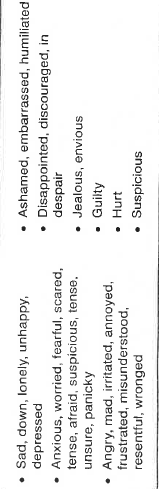 • Sad, down, lonely, unhappy,
depressed
• Anxious, worried, fearful, scared,
tense, afraid, suspicious, tense,
unsure, panicky
• Angry, mad, irritated, annoyed,
frustrated, misunderstood,
resentful, wronged
• Ashamed, embarrassed, humiliated
• Disappointed, discouraged, in
despair
• Jealous, envious
• Guilty
• Hurt
• Suspicious